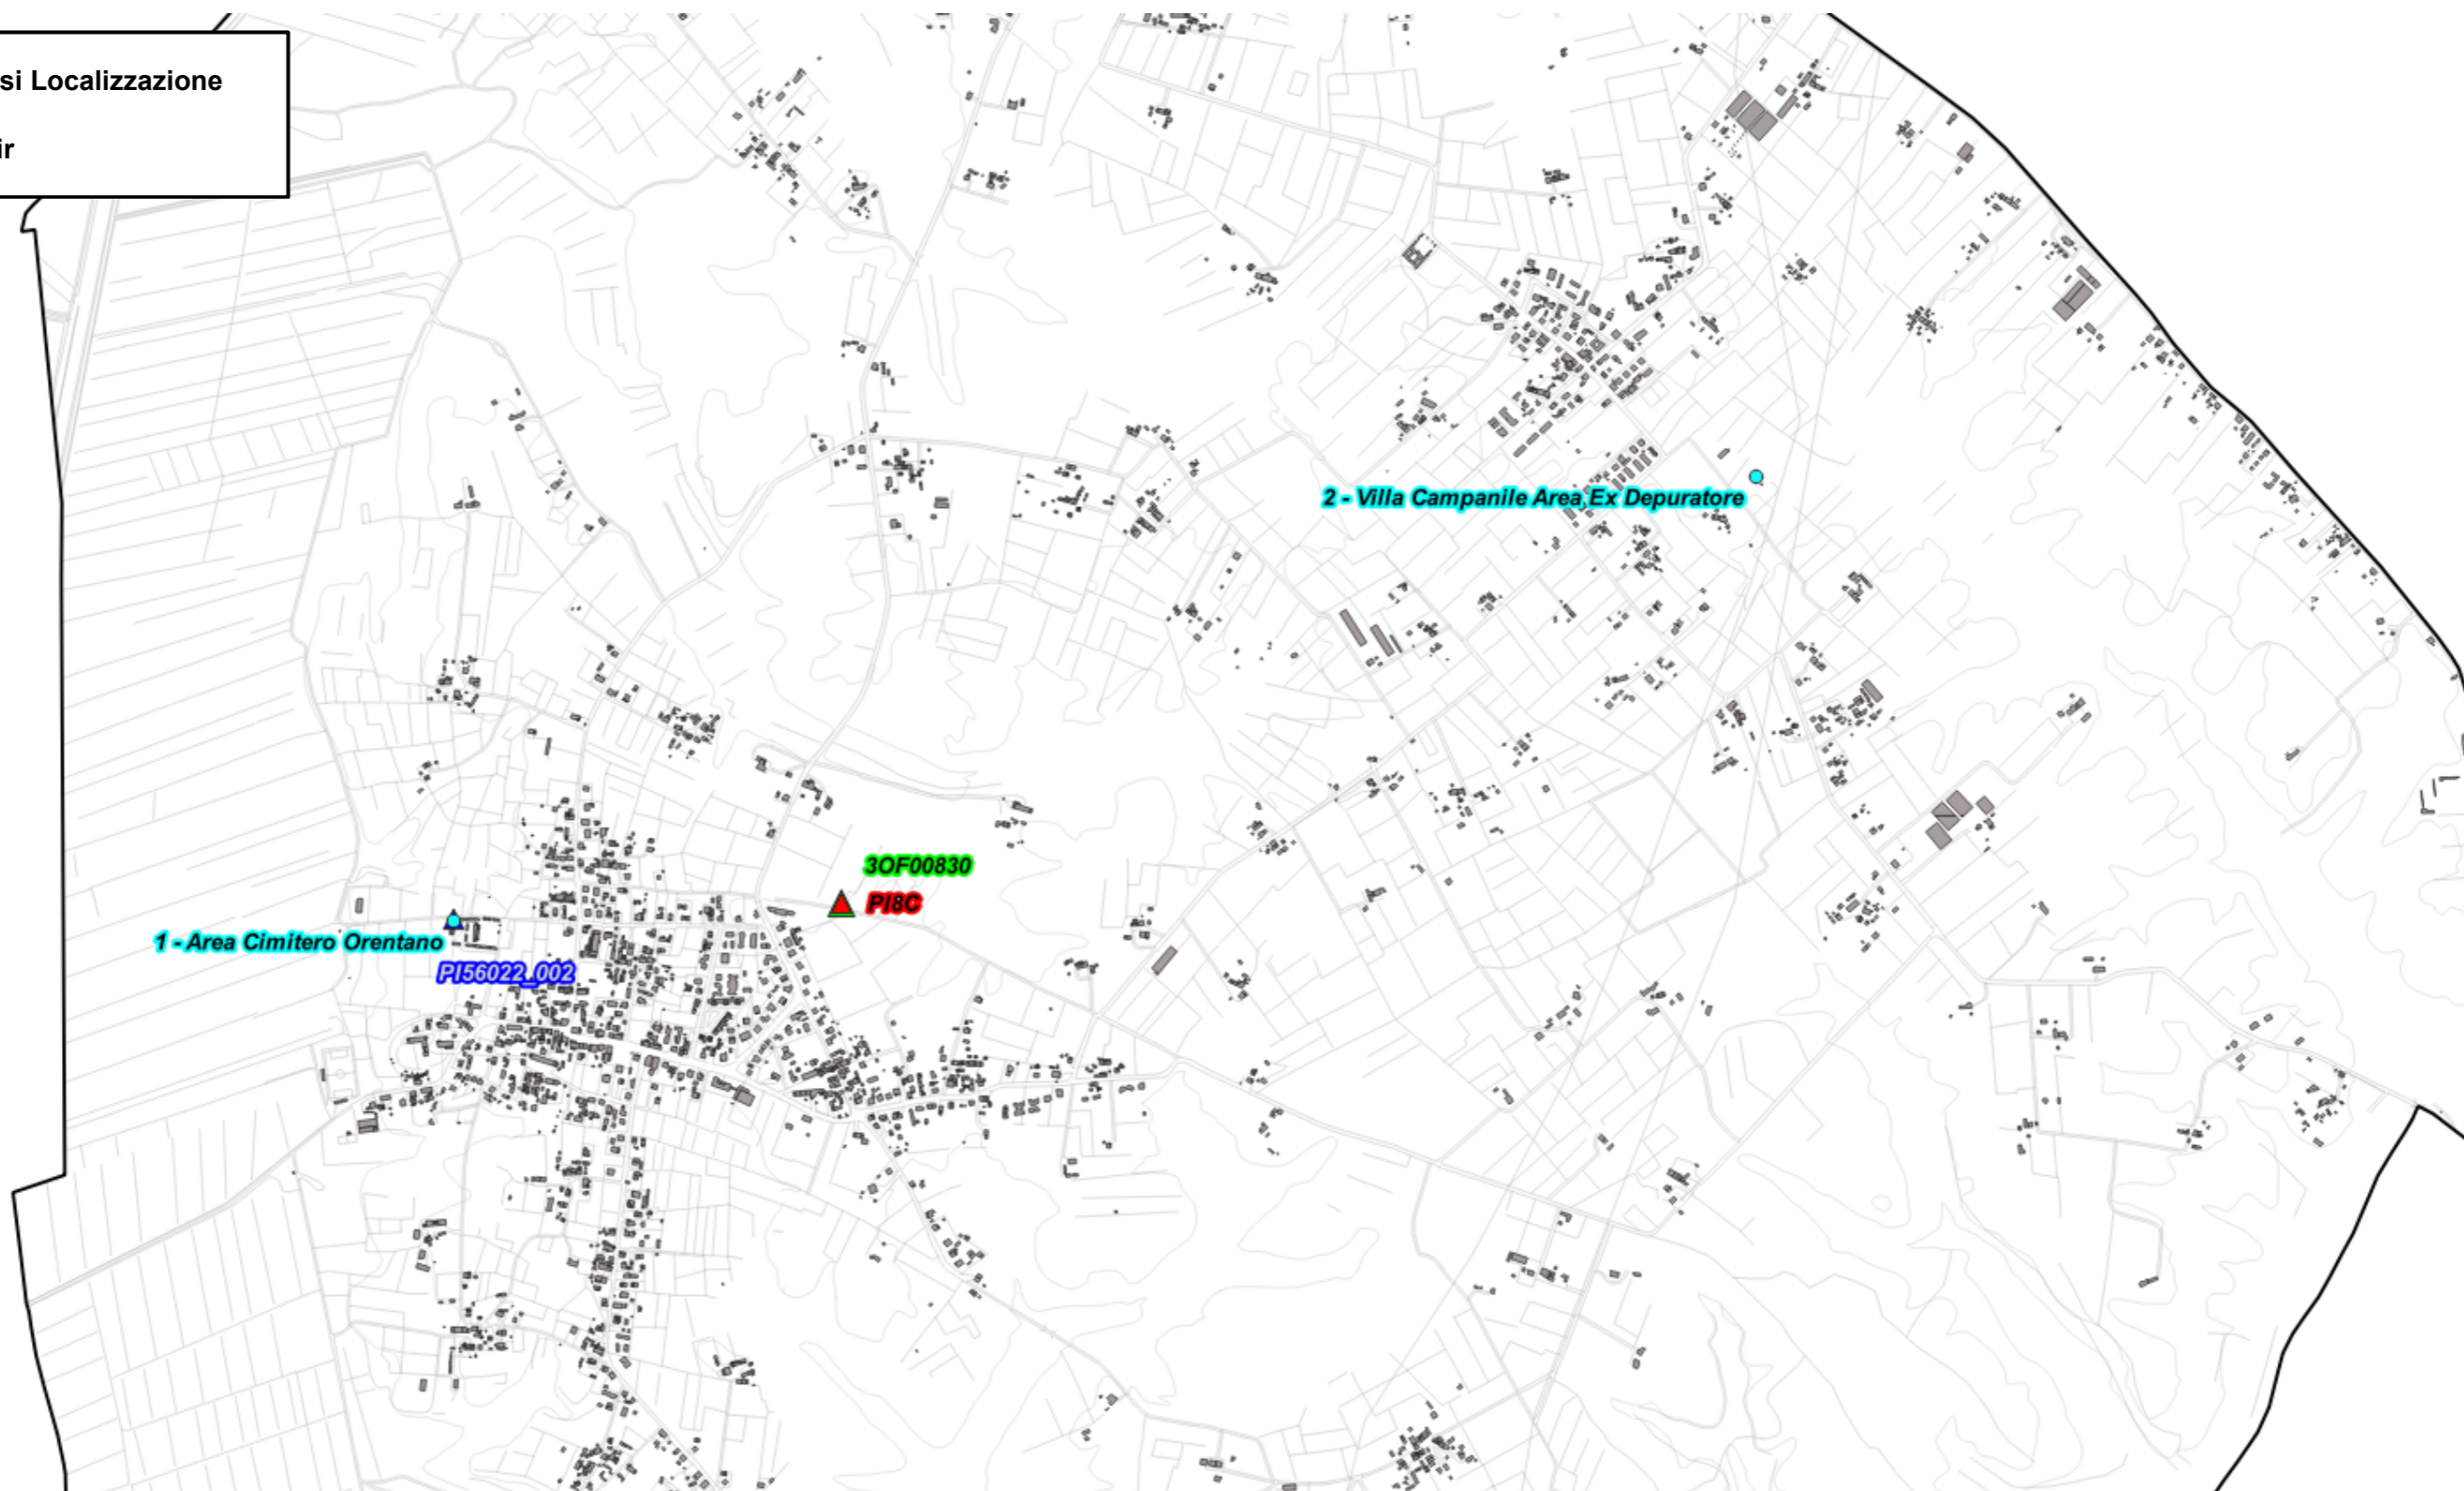 si Localizzazione
ir
2 - Villa Campanile Area Ex Depuratore
3OF00830
PI8C
1 - Area Cimitero Orentano
PI56022_002